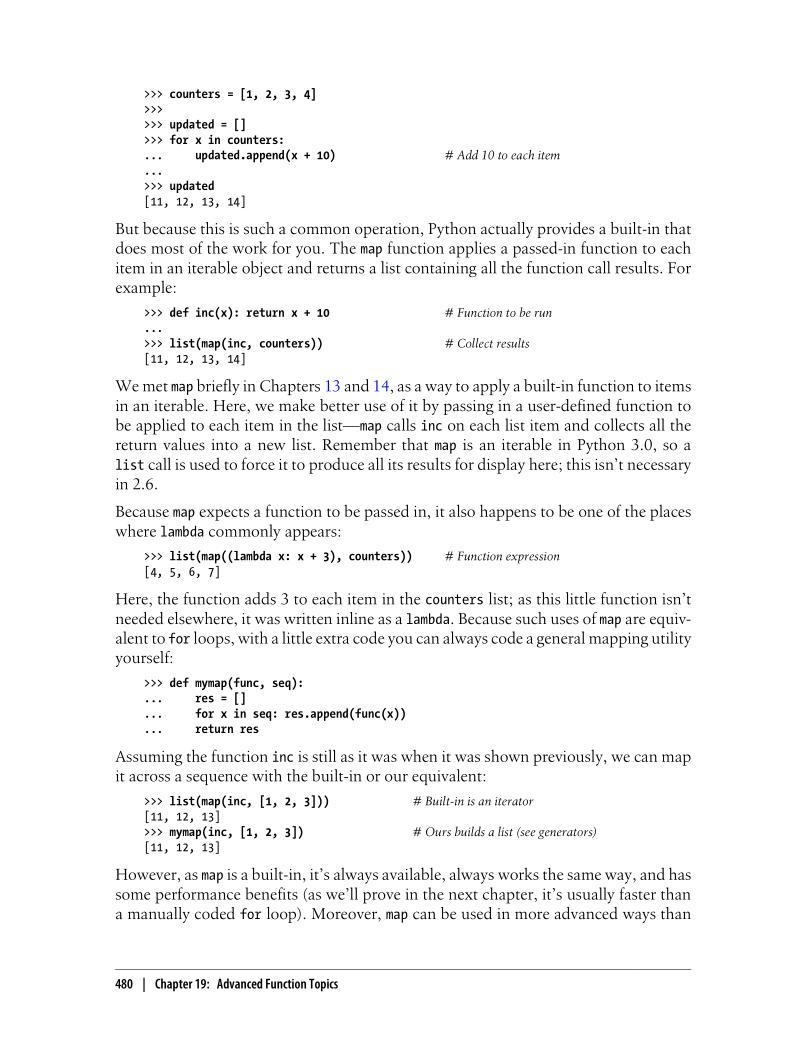 >>> counters = [1, 2, 3, 4]
>>>
>>> updated = []
>>> for x in counters:
...     updated.append(x + 10)                 # Add 10 to each item
...
>>> updated
[11, 12, 13, 14]
But because this is such a common operation, Python actually provides a built-in that
does most of the work for you. The map function applies a passed-in function to each
item in an iterable object and returns a list containing all the function call results. For
example:
>>> def inc(x): return x + 10                  # Function to be run
...
>>> list(map(inc, counters))                   # Collect results
[11, 12, 13, 14]
We met map briefly in Chapters 13 and 14, as a way to apply a built-in function to items
in an iterable. Here, we make better use of it by passing in a user-defined function to
be applied to each item in the list—map calls inc on each list item and collects all the
return values into a new list. Remember that map is an iterable in Python 3.0, so a
list call is used to force it to produce all its results for display here; this isn’t necessary
in 2.6.
Because map expects a function to be passed in, it also happens to be one of the places
where lambda commonly appears:
>>> list(map((lambda x: x + 3), counters))     # Function expression
[4, 5, 6, 7]
Here, the function adds 3 to each item in the counters list; as this little function isn’t
needed elsewhere, it was written inline as a lambda. Because such uses of map are equiv-
alent to for loops, with a little extra code you can always code a general mapping utility
yourself:
>>> def mymap(func, seq):
...     res = []
...     for x in seq: res.append(func(x))
...     return res
Assuming the function inc is still as it was when it was shown previously, we can map
it across a sequence with the built-in or our equivalent:
>>> list(map(inc, [1, 2, 3]))                  # Built-in is an iterator
[11, 12, 13]
>>> mymap(inc, [1, 2, 3])                      # Ours builds a list (see generators)
[11, 12, 13]
However, as map is a built-in, it’s always available, always works the same way, and has
some performance benefits (as we’ll prove in the next chapter, it’s usually faster than
a manually coded for loop). Moreover, map can be used in more advanced ways than
480 | Chapter 19: Advanced Function Topics